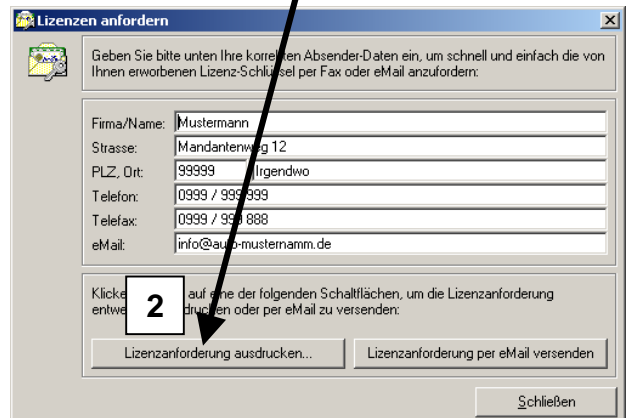 Lizenzen anfordern
Geben Sie bitte unten Ihre korrekten Absender-Daten ein, um schnell und einfach die von
Ihnen erworbenen Lizenz-Schlüssel per Fax oder eMail anzufordern:
Firma/Name: Mustermann
Strasse: Mandantenweg 12
PLZ, Ort: 99999 Irgendwo
Telefon: 0999 / 999 999
Telefax: 0999 / 999 888
eMail: info@auto-musternamm.de
auf eine der folgenden Schaltflächen, um die Lizenzanforderung
oder per eMail zu versenden:
2
Lizenzanforderung ausdrucken... Lizenzanforderung per eMail versenden
Schließen